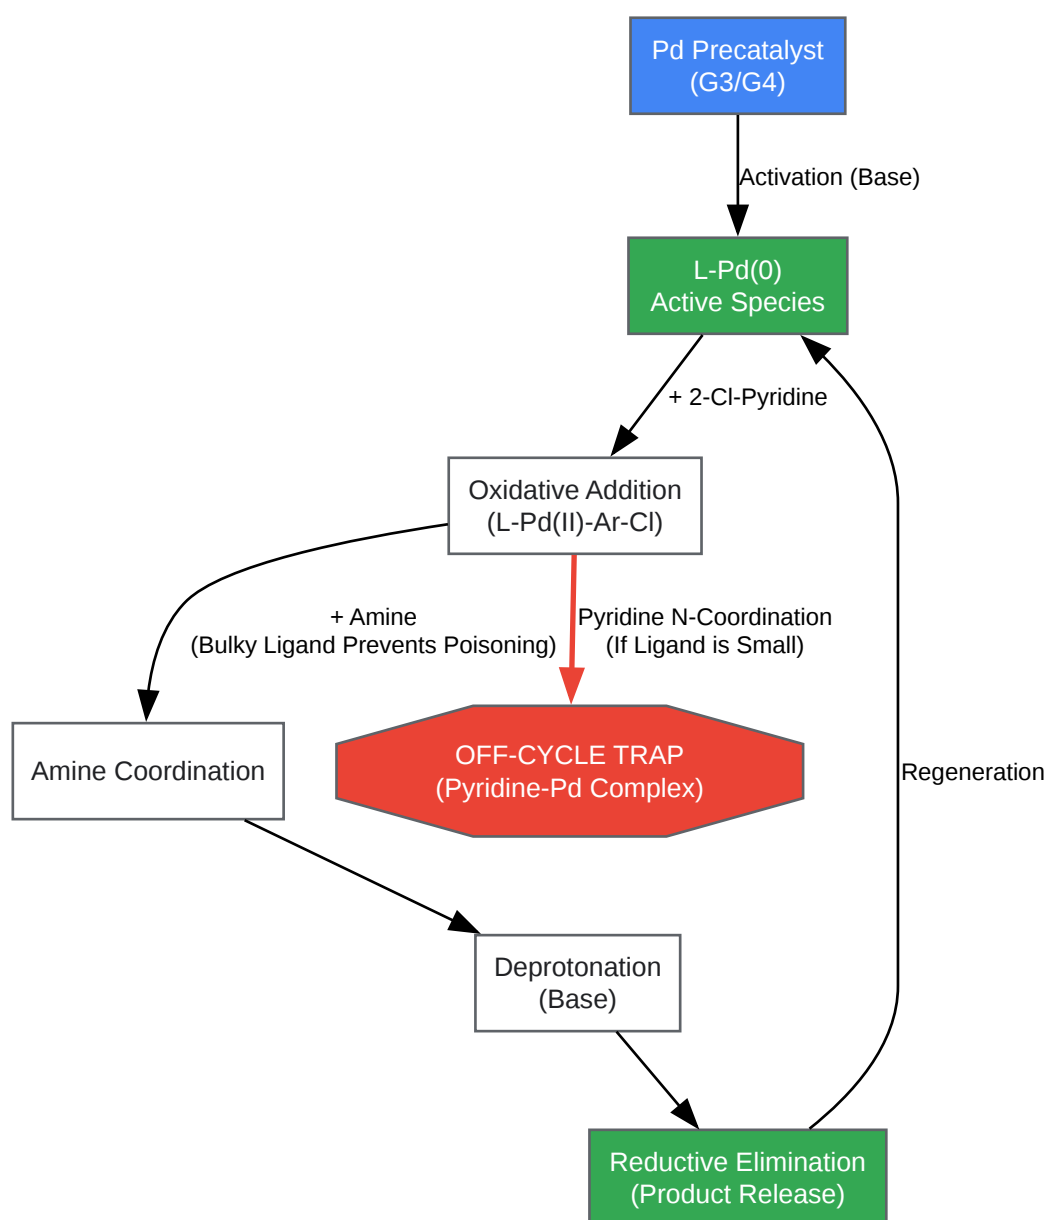 Pd Precatalyst
(G3/G4)
Activation (Base)
L-Pd(0)
Active Species
+ 2-Cl-Pyridine
Oxidative Addition
(L-Pd(II)-Ar-Cl)
+ Amine
(Bulky Ligand Prevents Poisoning)
Pyridine N-Coordination
(If Ligand is Small)
Amine Coordination
OFF-CYCLE TRAP
(Pyridine-Pd Complex)
Regeneration
Deprotonation
(Base)
Reductive Elimination
(Product Release)